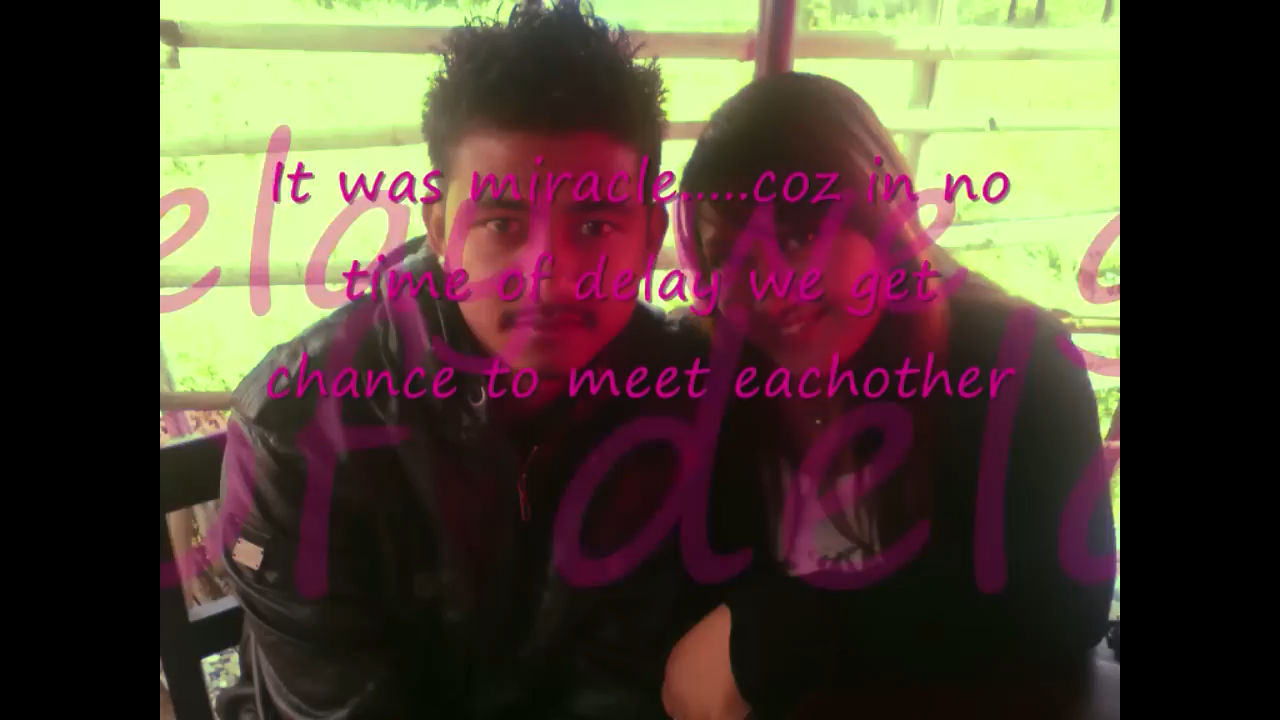 It was miracle.....coz in no
time of delay we get
chance to meet eachother